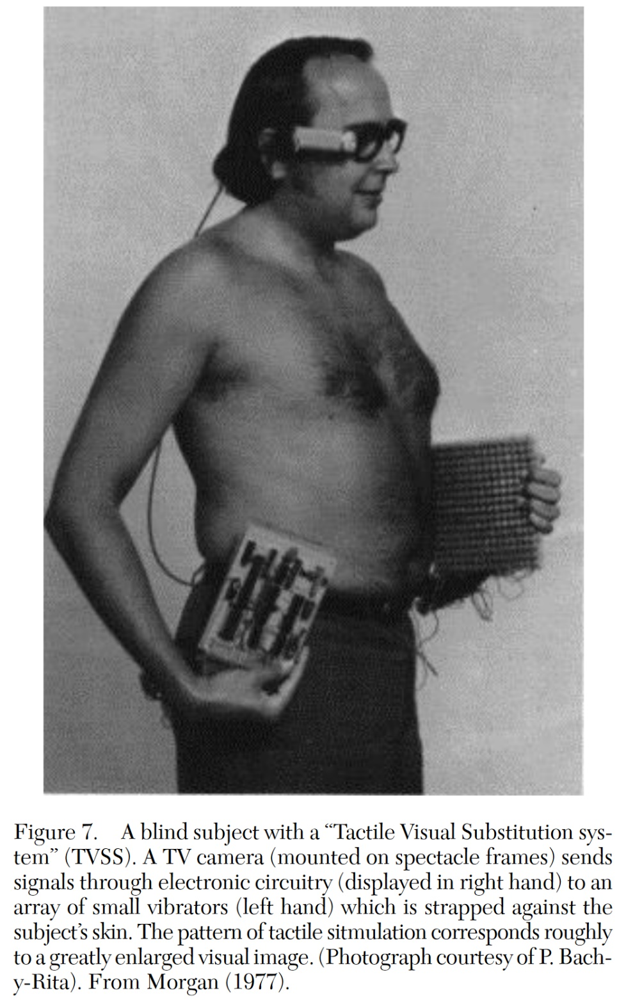 Figure 7. A blind subject with a “Tactile Visual Substitution sys-
tem” (TVSS). A TV camera (mounted on spectacle frames) sends
signals through electronic circuitry (displayed in right hand) to an
array of small vibrators (left hand) which is strapped against the
subject’s skin. The pattern of tactile sitmulation corresponds roughly
to a greatly enlarged visual image. (Photograph courtesy of P. Bach-
y-Rita). From Morgan (1977).